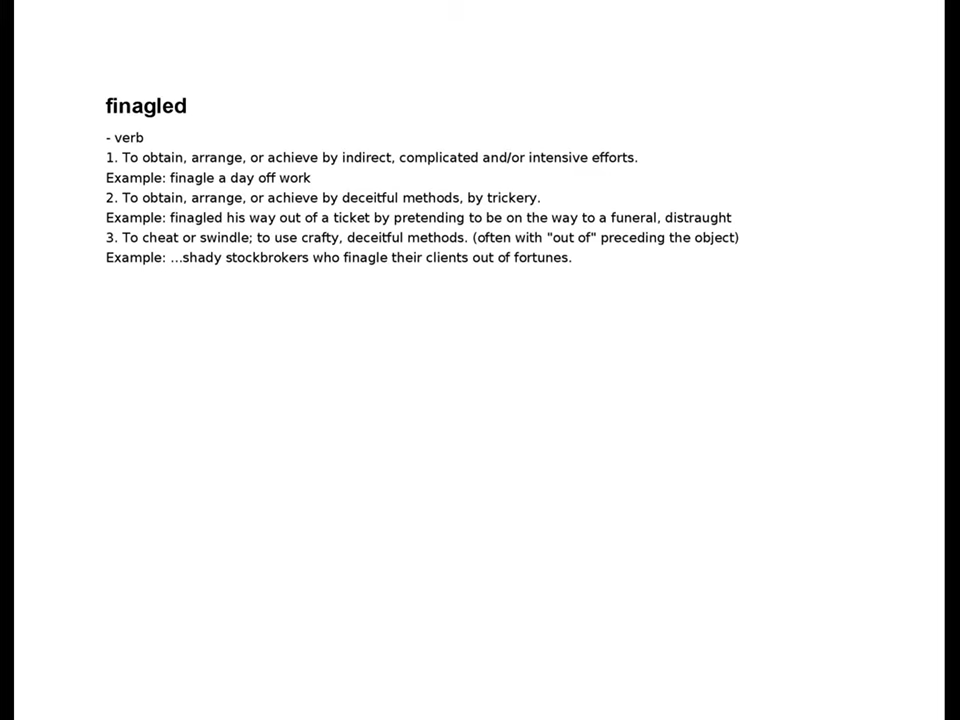 finagled
- verb
1. To obtain, arrange, or achieve by indirect, complicated and/or intensive efforts.
Example: finagle a day off work
2. To obtain, arrange, or achieve by deceitful methods, by trickery.
Example: finagled his way out of a ticket by pretending to be on the way to a funeral, distraught
3. To cheat or swindle; to use crafty, deceitful methods. (often with "out of" preceding the object)
Example: ...shady stockbrokers who finagle their clients out of fortunes.